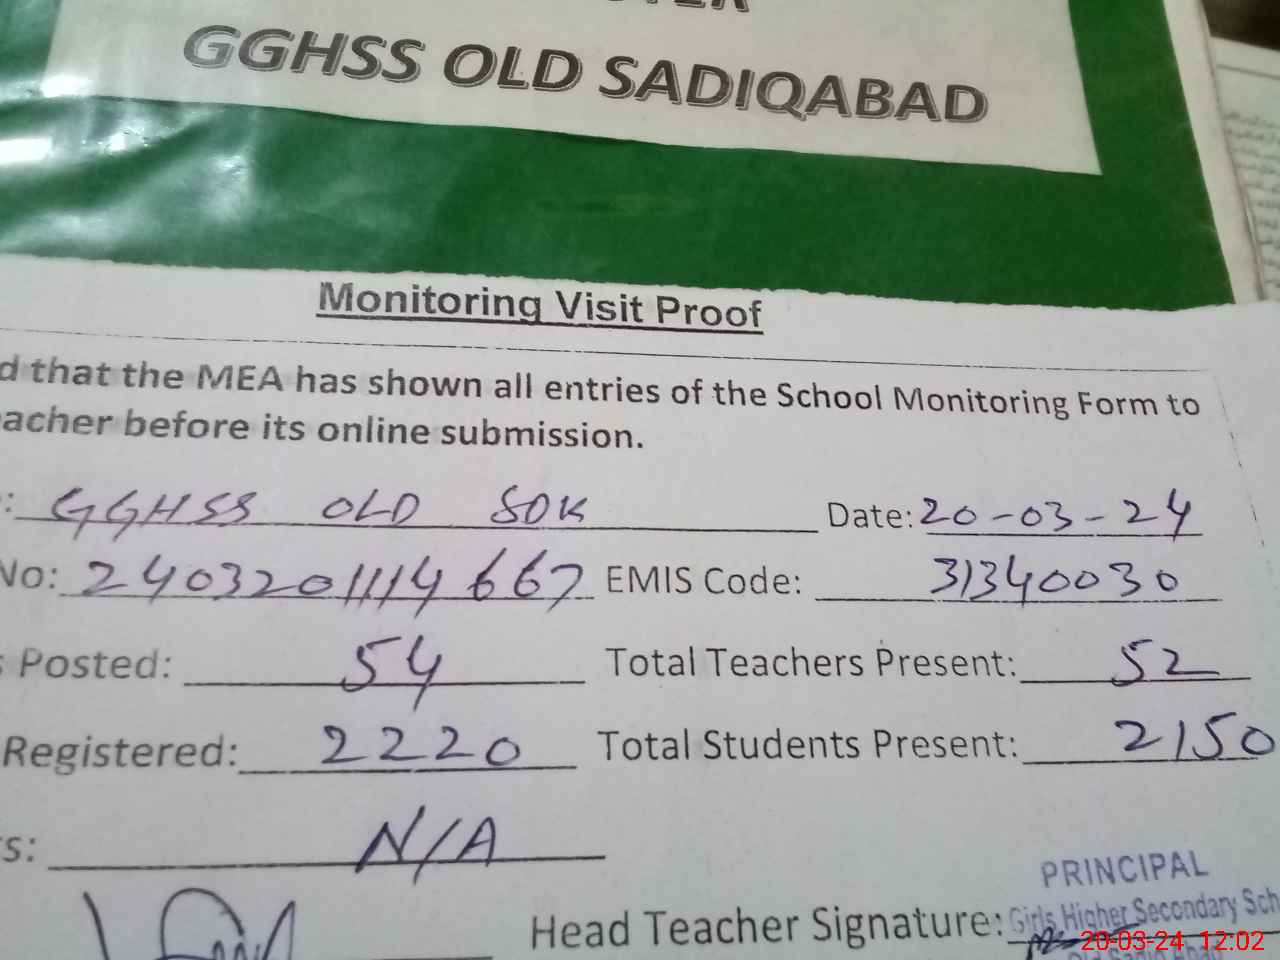 GGHSS OLD SADIQABAD
Monitoring Visit Proof
d that the MEA has shown all entries of the School Monitoring Form to
eacher before its online submission.
: GGHSS OLD SDK Date: 20-03-24
No: 2403201114667 EMIS Code: 31340030
s Posted: 54 Total Teachers Present: 52
Registered: 2220 Total Students Present: 2150
s: N/A
PRINCIPAL
Head Teacher Signature: Girls Higher Secondary Sch
20-03-24 12:02